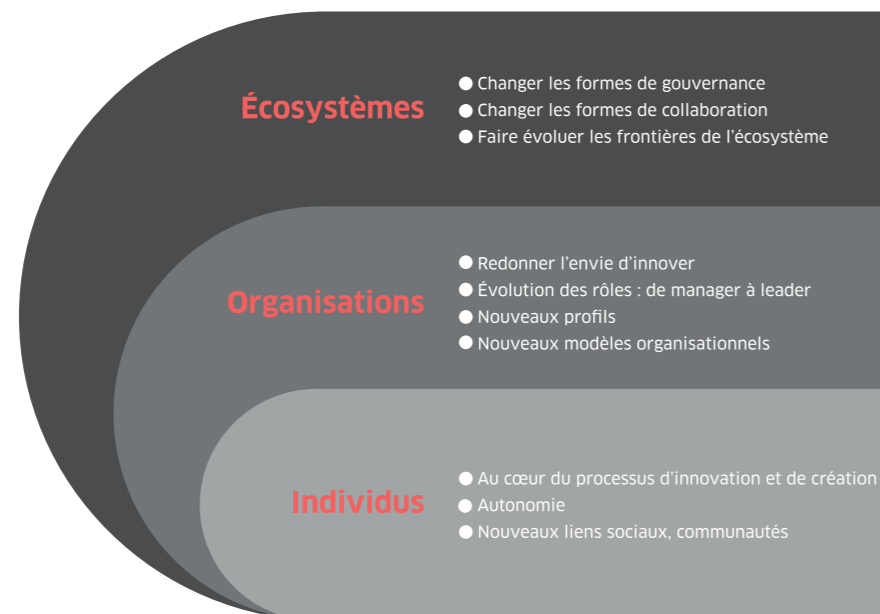 Écosystèmes
● Changer les formes de gouvernance
● Changer les formes de collaboration
● Faire évoluer les frontières de l'écosystème
Organisations
● Redonner l'envie d'innover
● Évolution des rôles : de manager à leader
● Nouveaux profils
● Nouveaux modèles organisationnels
Individus
● Au cœur du processus d'innovation et de création
● Autonomie
● Nouveaux liens sociaux, communautés